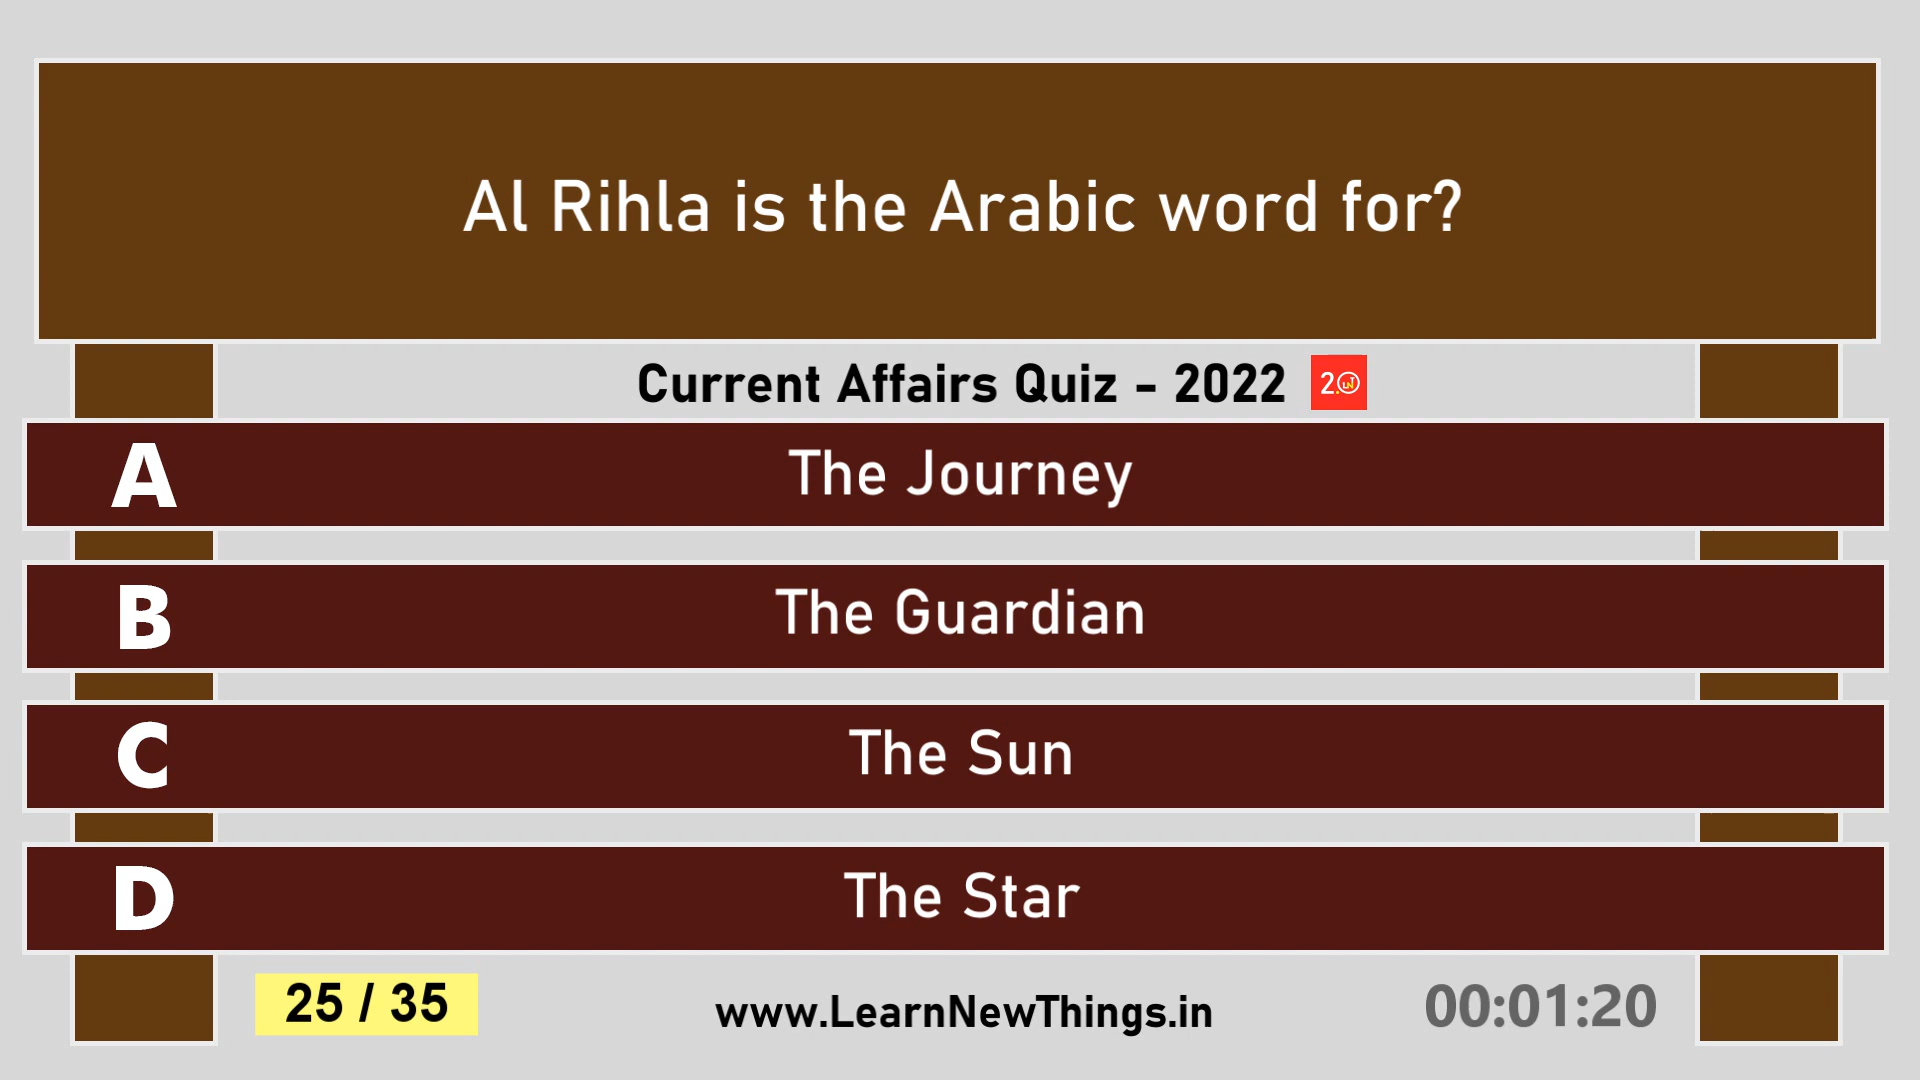 Al Rihla is the Arabic word for?
Current Affairs Quiz - 2022
A The Journey
B The Guardian
C The Sun
D The Star
25 / 35
www.LearnNewThings.in
00:01:20